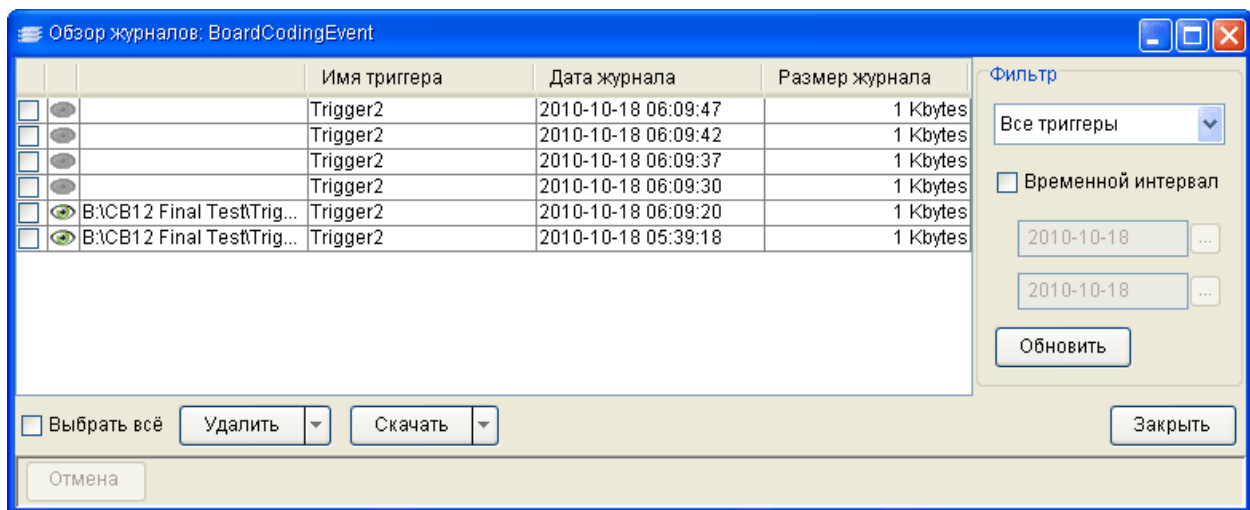 Обзор журналов: BoardCodingEvent
Имя триггера Дата журнала Размер журнала
Trigger2 2010-10-18 06:09:47 1 Kbytes
Trigger2 2010-10-18 06:09:42 1 Kbytes
Trigger2 2010-10-18 06:09:37 1 Kbytes
Trigger2 2010-10-18 06:09:30 1 Kbytes
B:\CB12 Final Test\Trig... Trigger2 2010-10-18 06:09:20 1 Kbytes
B:\CB12 Final Test\Trig... Trigger2 2010-10-18 05:39:18 1 Kbytes
Фильтр
Все триггеры
Временной интервал
2010-10-18 ...
2010-10-18 ...
Обновить
Выбрать всё Удалить Скачать Закрыть
Отмена